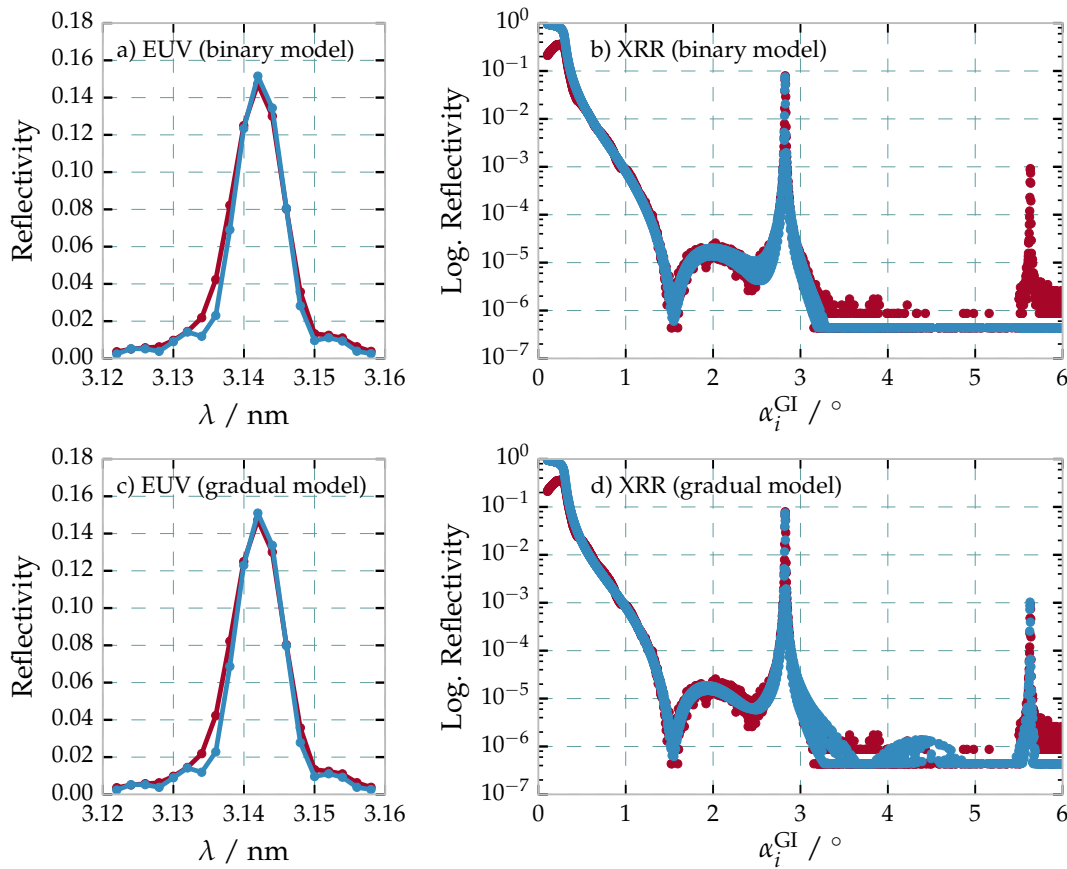 a) EUV (binary model)
Reflectivity
0.18
0.16
0.14
0.12
0.10
0.08
0.06
0.04
0.02
0.00
3.12 3.13 3.14 3.15 3.16
λ / nm
b) XRR (binary model)
Log. Reflectivity
10⁰
10⁻¹
10⁻²
10⁻³
10⁻⁴
10⁻⁵
10⁻⁶
10⁻⁷
0 1 2 3 4 5 6
αᵢᴳᴵ / °
c) EUV (gradual model)
Reflectivity
0.18
0.16
0.14
0.12
0.10
0.08
0.06
0.04
0.02
0.00
3.12 3.13 3.14 3.15 3.16
λ / nm
d) XRR (gradual model)
Log. Reflectivity
10⁰
10⁻¹
10⁻²
10⁻³
10⁻⁴
10⁻⁵
10⁻⁶
10⁻⁷
0 1 2 3 4 5 6
αᵢᴳᴵ / °